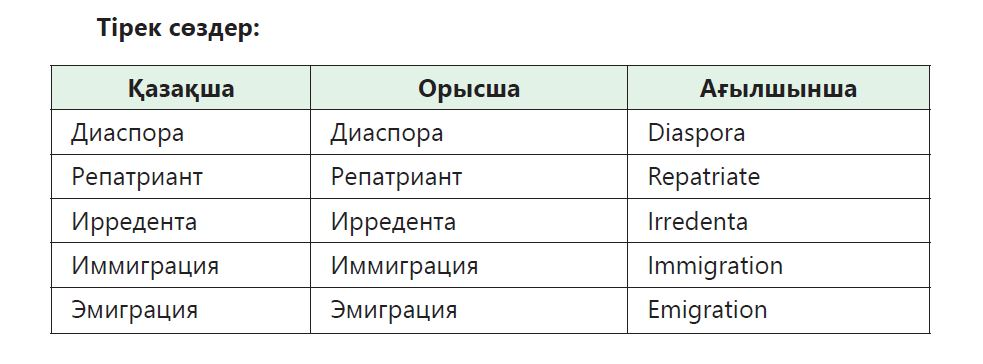 Тірек сөздер:
Қазақша Орысша Ағылшынша
Диаспора Диаспора Diaspora
Репатриант Репатриант Repatriate
Ирредента Ирредента Irredenta
Иммиграция Иммиграция Immigration
Эмиграция Эмиграция Emigration